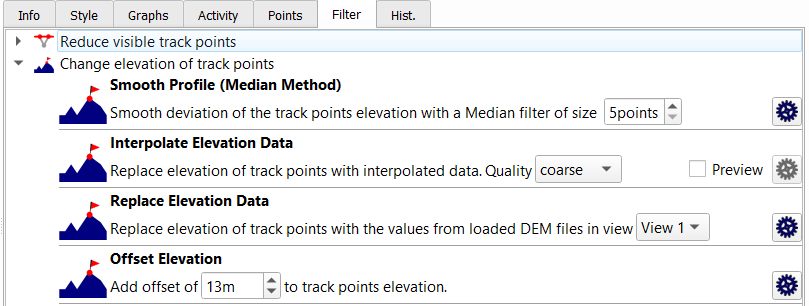 Info Style Graphs Activity Points Filter Hist.
Reduce visible track points
Change elevation of track points
Smooth Profile (Median Method)
Smooth deviation of the track points elevation with a Median filter of size 5points
Interpolate Elevation Data
Replace elevation of track points with interpolated data. Quality coarse Preview
Replace Elevation Data
Replace elevation of track points with the values from loaded DEM files in view View 1
Offset Elevation
Add offset of 13m to track points elevation.